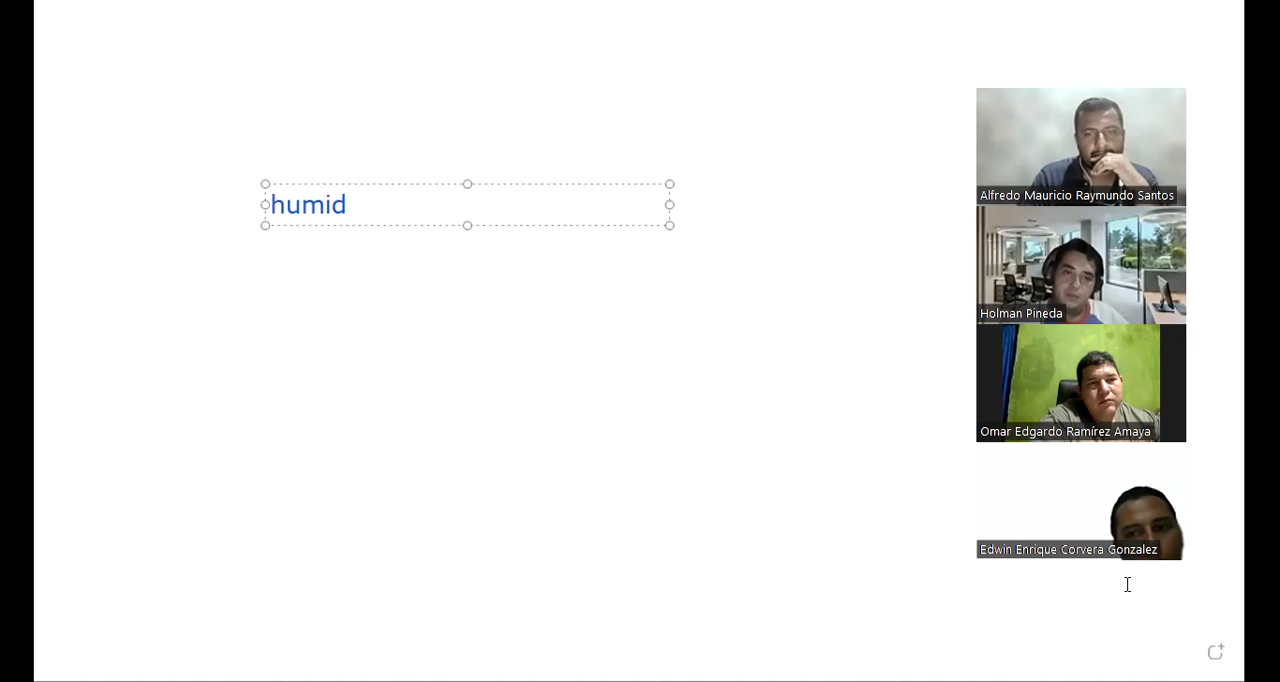 humid
Alfredo Mauricio Raymundo Santos
Holman Pineda
Omar Edgardo Ramírez Amaya
Edwin Enrique Corvera Gonzalez